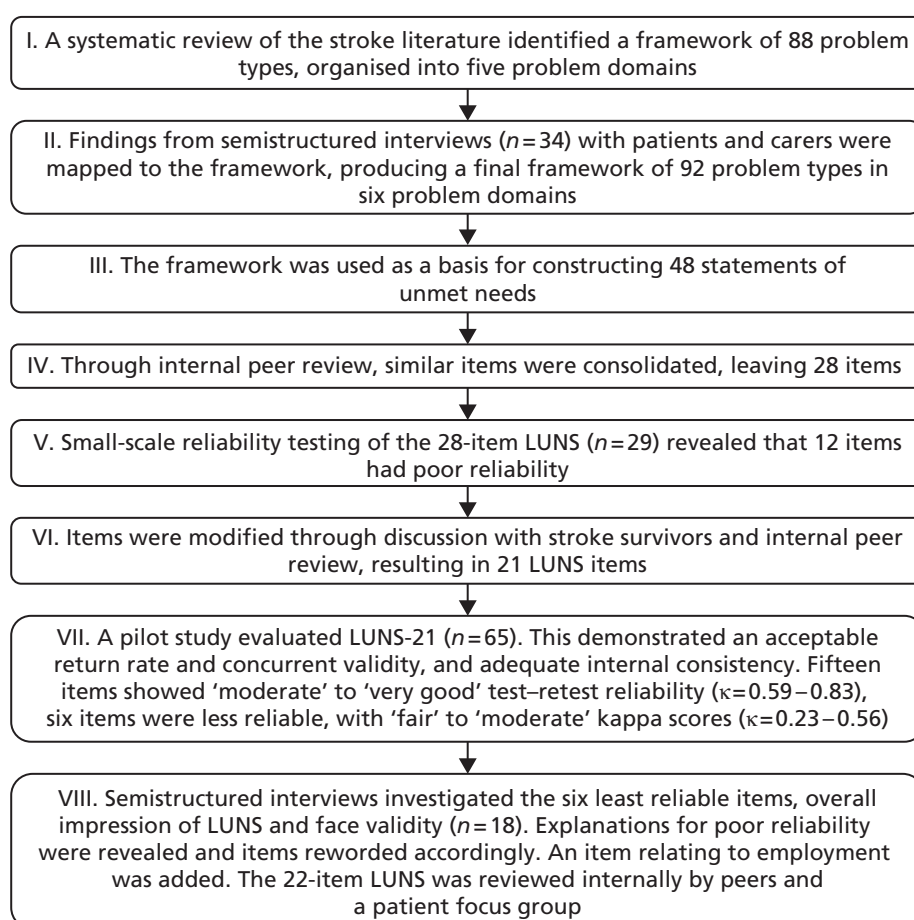 I. A systematic review of the stroke literature identified a framework of 88 problem
types, organised into five problem domains
II. Findings from semistructured interviews (n=34) with patients and carers were
mapped to the framework, producing a final framework of 92 problem types in
six problem domains
III. The framework was used as a basis for constructing 48 statements of
unmet needs
IV. Through internal peer review, similar items were consolidated, leaving 28 items
V. Small-scale reliability testing of the 28-item LUNS (n=29) revealed that 12 items
had poor reliability
VI. Items were modified through discussion with stroke survivors and internal peer
review, resulting in 21 LUNS items
VII. A pilot study evaluated LUNS-21 (n=65). This demonstrated an acceptable
return rate and concurrent validity, and adequate internal consistency. Fifteen
items showed ‘moderate’ to ‘very good’ test–retest reliability (κ=0.59–0.83),
six items were less reliable, with ‘fair’ to ‘moderate’ kappa scores (κ=0.23–0.56)
VIII. Semistructured interviews investigated the six least reliable items, overall
impression of LUNS and face validity (n=18). Explanations for poor reliability
were revealed and items reworded accordingly. An item relating to employment
was added. The 22-item LUNS was reviewed internally by peers and
a patient focus group